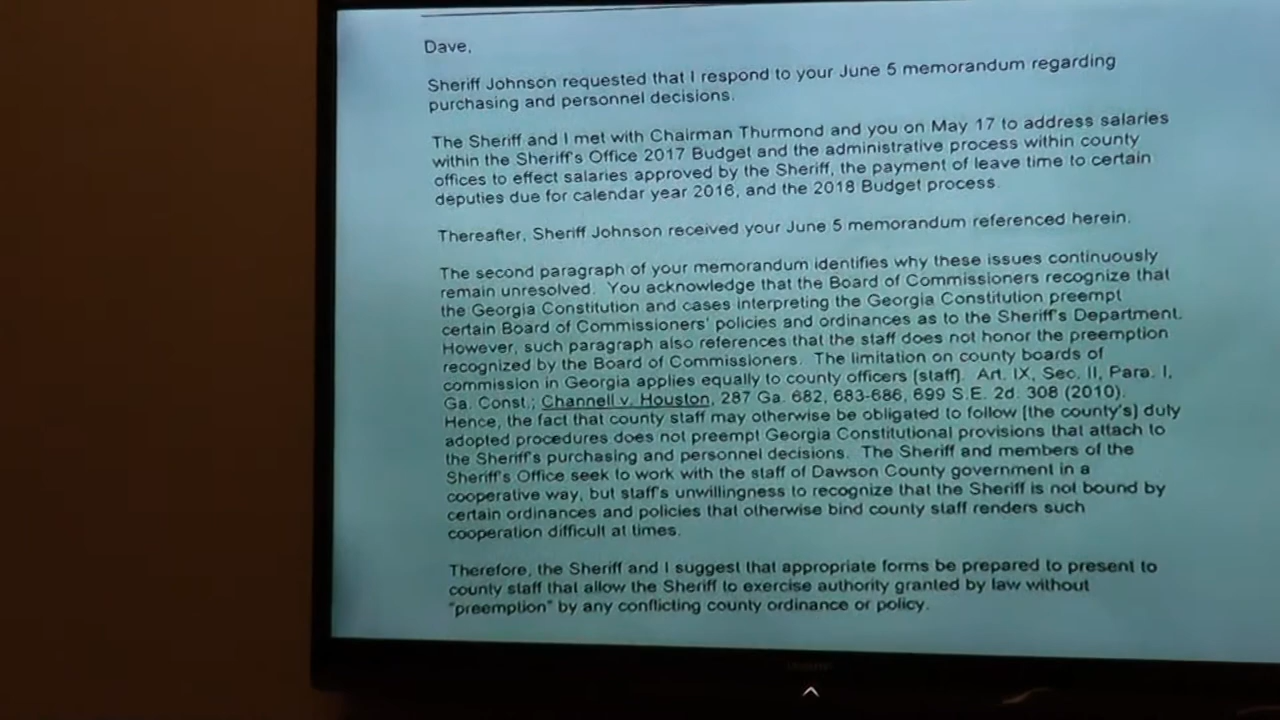 Dave,
Sheriff Johnson requested that I respond to your June 5 memorandum regarding
purchasing and personnel decisions.
The Sheriff and I met with Chairman Thurmond and you on May 17 to address salaries
within the Sheriff's Office 2017 Budget and the administrative process within county
offices to effect salaries approved by the Sheriff, the payment of leave time to certain
deputies due for calendar year 2016, and the 2018 Budget process.
Thereafter, Sheriff Johnson received your June 5 memorandum referenced herein.
The second paragraph of your memorandum identifies why these issues continuously
remain unresolved. You acknowledge that the Board of Commissioners recognize that
the Georgia Constitution and cases interpreting the Georgia Constitution preempt
certain Board of Commissioners' policies and ordinances as to the Sheriff's Department.
However, such paragraph also references that the staff does not honor the preemption
recognized by the Board of Commissioners. The limitation on county boards of
commission in Georgia applies equally to county officers [staff]. Art. IX, Sec. II, Para. I,
Ga. Const.; Channell v. Houston, 287 Ga. 682, 683-686, 699 S.E. 2d. 308 (2010).
Hence, the fact that county staff may otherwise be obligated to follow [the county's] duty
adopted procedures does not preempt Georgia Constitutional provisions that attach to
the Sheriff's purchasing and personnel decisions. The Sheriff and members of the
Sheriff's Office seek to work with the staff of Dawson County government in a
cooperative way, but staff's unwillingness to recognize that the Sheriff is not bound by
certain ordinances and policies that otherwise bind county staff renders such
cooperation difficult at times.
Therefore, the Sheriff and I suggest that appropriate forms be prepared to present to
county staff that allow the Sheriff to exercise authority granted by law without
"preemption" by any conflicting county ordinance or policy.